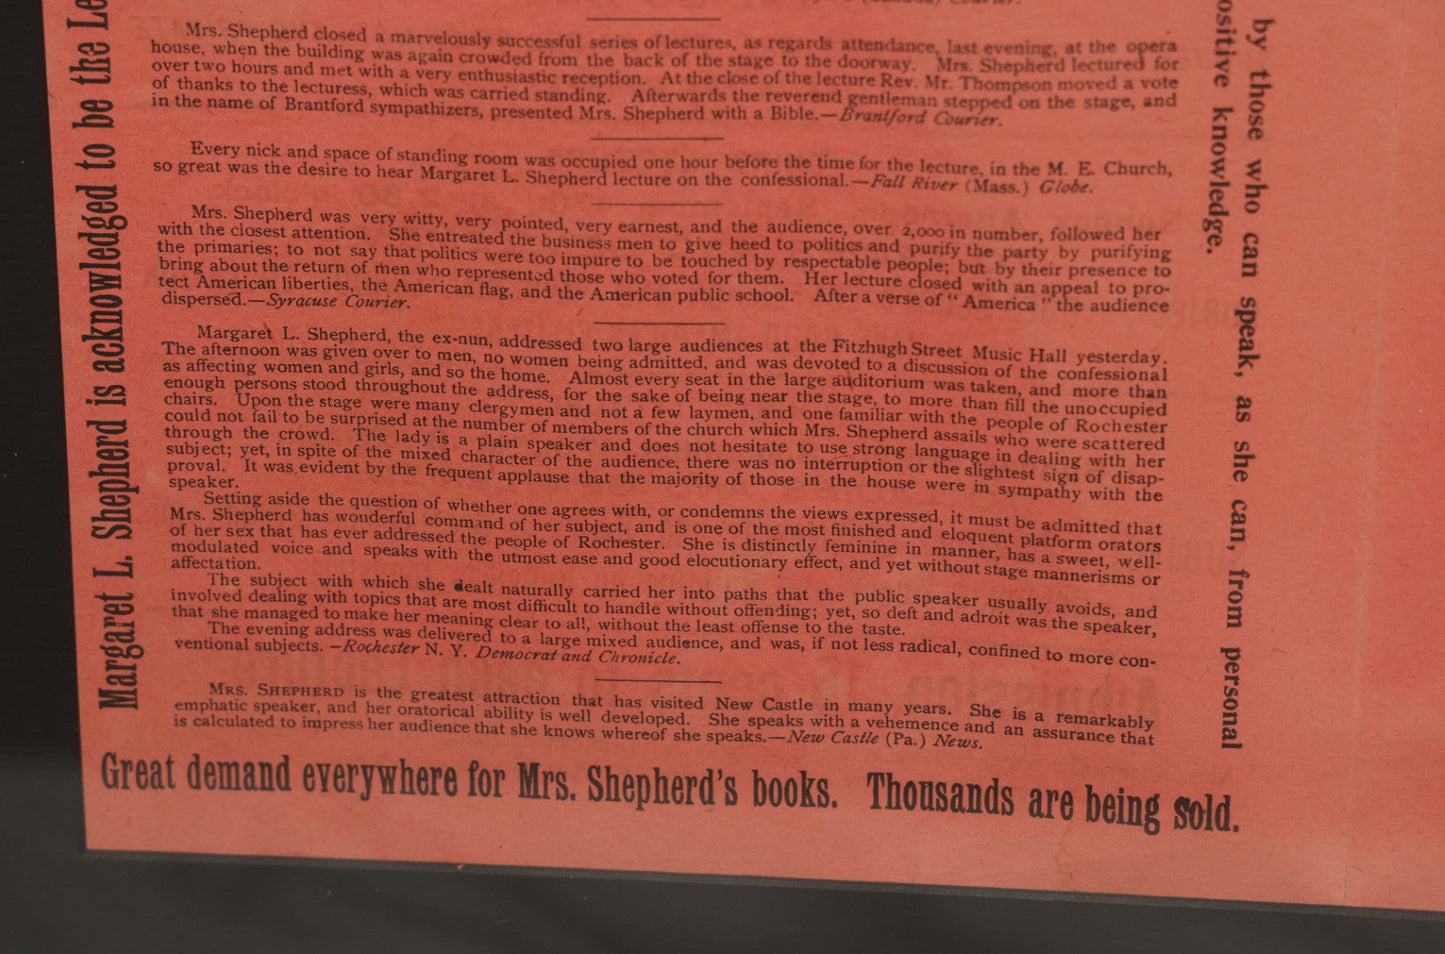 (Canada) Courier.
Mrs. Shepherd closed a marvelously successful series of lectures, as regards attendance, last evening, at the opera
house, when the building was again crowded from the back of the stage to the doorway. Mrs. Shepherd lectured for
over two hours and met with a very enthusiastic reception. At the close of the lecture Rev. Mr. Thompson moved a vote
of thanks to the lecturess, which was carried standing. Afterwards the reverend gentleman stepped on the stage, and
in the name of Brantford sympathizers, presented Mrs. Shepherd with a Bible.—Brantford Courier.
Every nick and space of standing room was occupied one hour before the time for the lecture, in the M. E. Church,
so great was the desire to hear Margaret L. Shepherd lecture on the confessional.—Fall River (Mass.) Globe.
Mrs. Shepherd was very witty, very pointed, very earnest, and the audience, over 2,000 in number, followed her
with the closest attention. She entreated the business men to give heed to politics and purify the party by purifying
the primaries; to not say that politics were too impure to be touched by respectable people; but by their presence to
bring about the return of men who represented those who voted for them. Her lecture closed with an appeal to pro-
tect American liberties, the American flag, and the American public school. After a verse of "America" the audience
dispersed.—Syracuse Courier.
Margaret L. Shepherd, the ex-nun, addressed two large audiences at the Fitzhugh Street Music Hall yesterday.
The afternoon was given over to men, no women being admitted, and was devoted to a discussion of the confessional
as affecting women and girls, and so the home. Almost every seat in the large auditorium was taken, and more than
enough persons stood throughout the address, for the sake of being near the stage, to more than fill the unoccupied
chairs. Upon the stage were many clergymen and not a few laymen, and one familiar with the people of Rochester
could not fail to be surprised at the number of members of the church which Mrs. Shepherd assails who were scattered
through the crowd. The lady is a plain speaker and does not hesitate to use strong language in dealing with her
subject; yet, in spite of the mixed character of the audience, there was no interruption or the slightest sign of disap-
proval. It was evident by the frequent applause that the majority of those in the house were in sympathy with the
speaker.
Setting aside the question of whether one agrees with, or condemns the views expressed, it must be admitted that
Mrs. Shepherd has wonderful command of her subject, and is one of the most finished and eloquent platform orators
of her sex that has ever addressed the people of Rochester. She is distinctly feminine in manner, has a sweet, well-
modulated voice and speaks with the utmost ease and good elocutionary effect, and yet without stage mannerisms or
affectation.
The subject with which she dealt naturally carried her into paths that the public speaker usually avoids, and
involved dealing with topics that are most difficult to handle without offending; yet, so deft and adroit was the speaker,
that she managed to make her meaning clear to all, without the least offense to the taste.
The evening address was delivered to a large mixed audience, and was, if not less radical, confined to more con-
ventional subjects. —Rochester N. Y. Democrat and Chronicle.
MRS. SHEPHERD is the greatest attraction that has visited New Castle in many years. She is a remarkably
emphatic speaker, and her oratorical ability is well developed. She speaks with a vehemence and an assurance that
is calculated to impress her audience that she knows whereof she speaks.—New Castle (Pa.) News.
Great demand everywhere for Mrs. Shepherd's books. Thousands are being sold.
Margaret L. Shepherd is acknowledged to be the Le
by those who can speak, as she can, from personal
ositive knowledge.